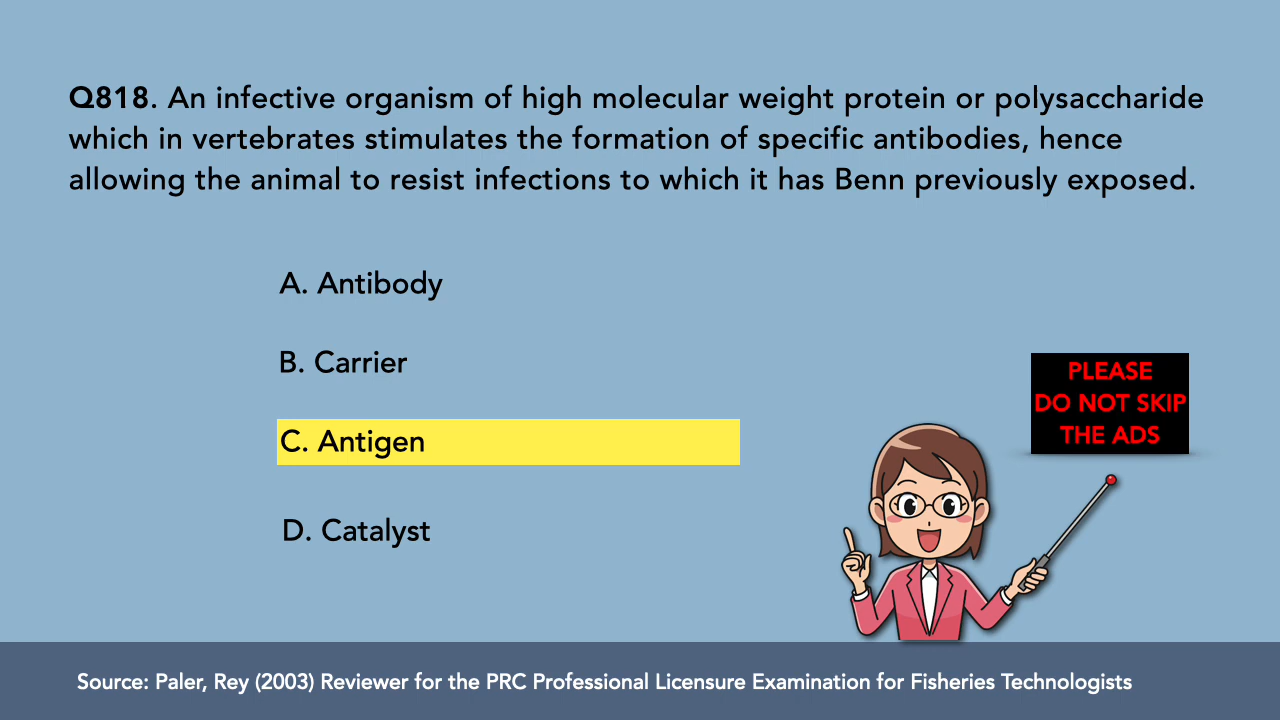 Q818. An infective organism of high molecular weight protein or polysaccharide
which in vertebrates stimulates the formation of specific antibodies, hence
allowing the animal to resist infections to which it has Benn previously exposed.
A. Antibody
B. Carrier
C. Antigen
D. Catalyst
PLEASE
DO NOT SKIP
THE ADS
Source: Paler, Rey (2003) Reviewer for the PRC Professional Licensure Examination for Fisheries Technologists